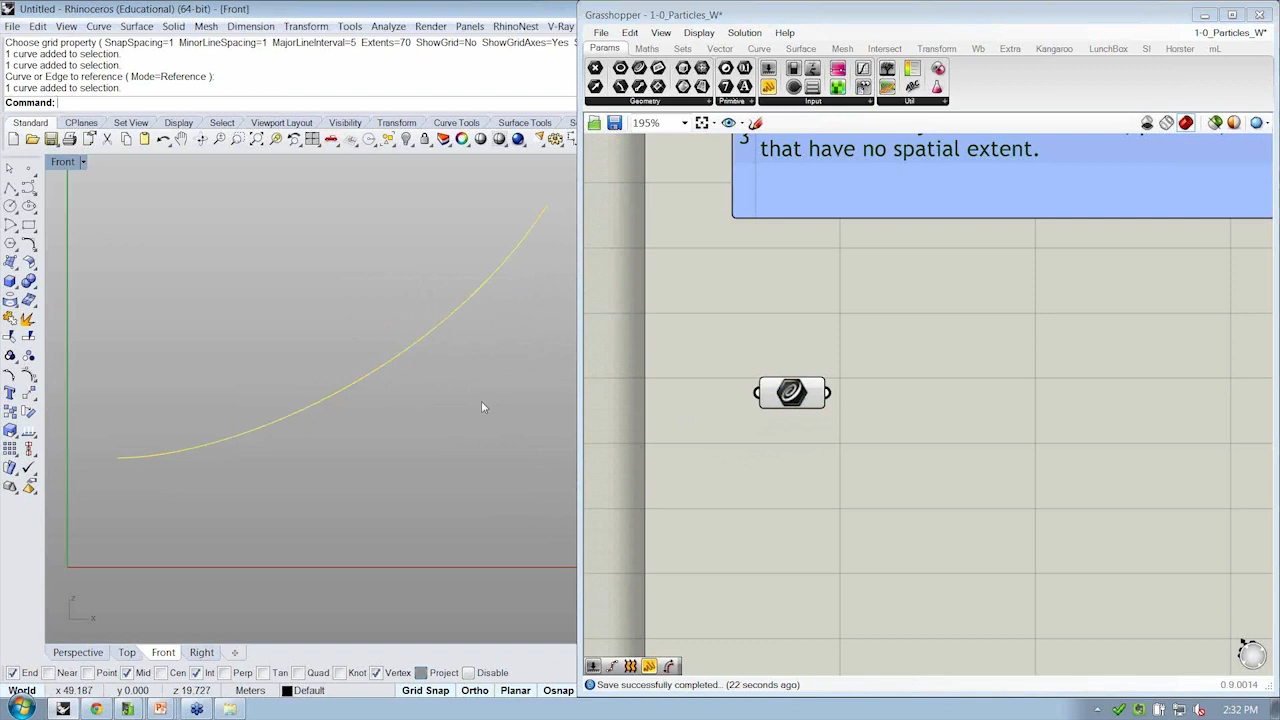 Untitled - Rhinoceros (Educational) (64-bit) - [Front]
File Edit View Curve Surface Solid Mesh Dimension Transform Tools Analyze Render Panels RhinoNest V-Ray
Choose grid property ( SnapSpacing=1 MinorLineSpacing=1 MajorLineInterval=5 Extents=70 ShowGrid=No ShowGridAxes=Yes S
1 curve added to selection.
1 curve added to selection.
Curve or Edge to reference ( Mode=Reference ):
1 curve added to selection.
Command:
Standard CPlanes Set View Display Select Viewport Layout Visibility Transform Curve Tools Surface Tools
Front
z
x
Perspective Top Front Right
End Near Point Mid Cen Int Perp Tan Quad Knot Vertex Project Disable
World x 49.187 y 0.000 z 19.727 Meters Default Grid Snap Ortho Planar Osnap
Grasshopper - 1-0_Particles_W*
File Edit View Display Solution Help 1-0_Particles_W*
Params Maths Sets Vector Curve Surface Mesh Intersect Transform Wb Extra Kangaroo LunchBox SI Horster mL
Geometry Primitive Input Util
195%
3
that have no spatial extent.
Save successfully completed.. (22 seconds ago) 0.9.0014
2:32 PM